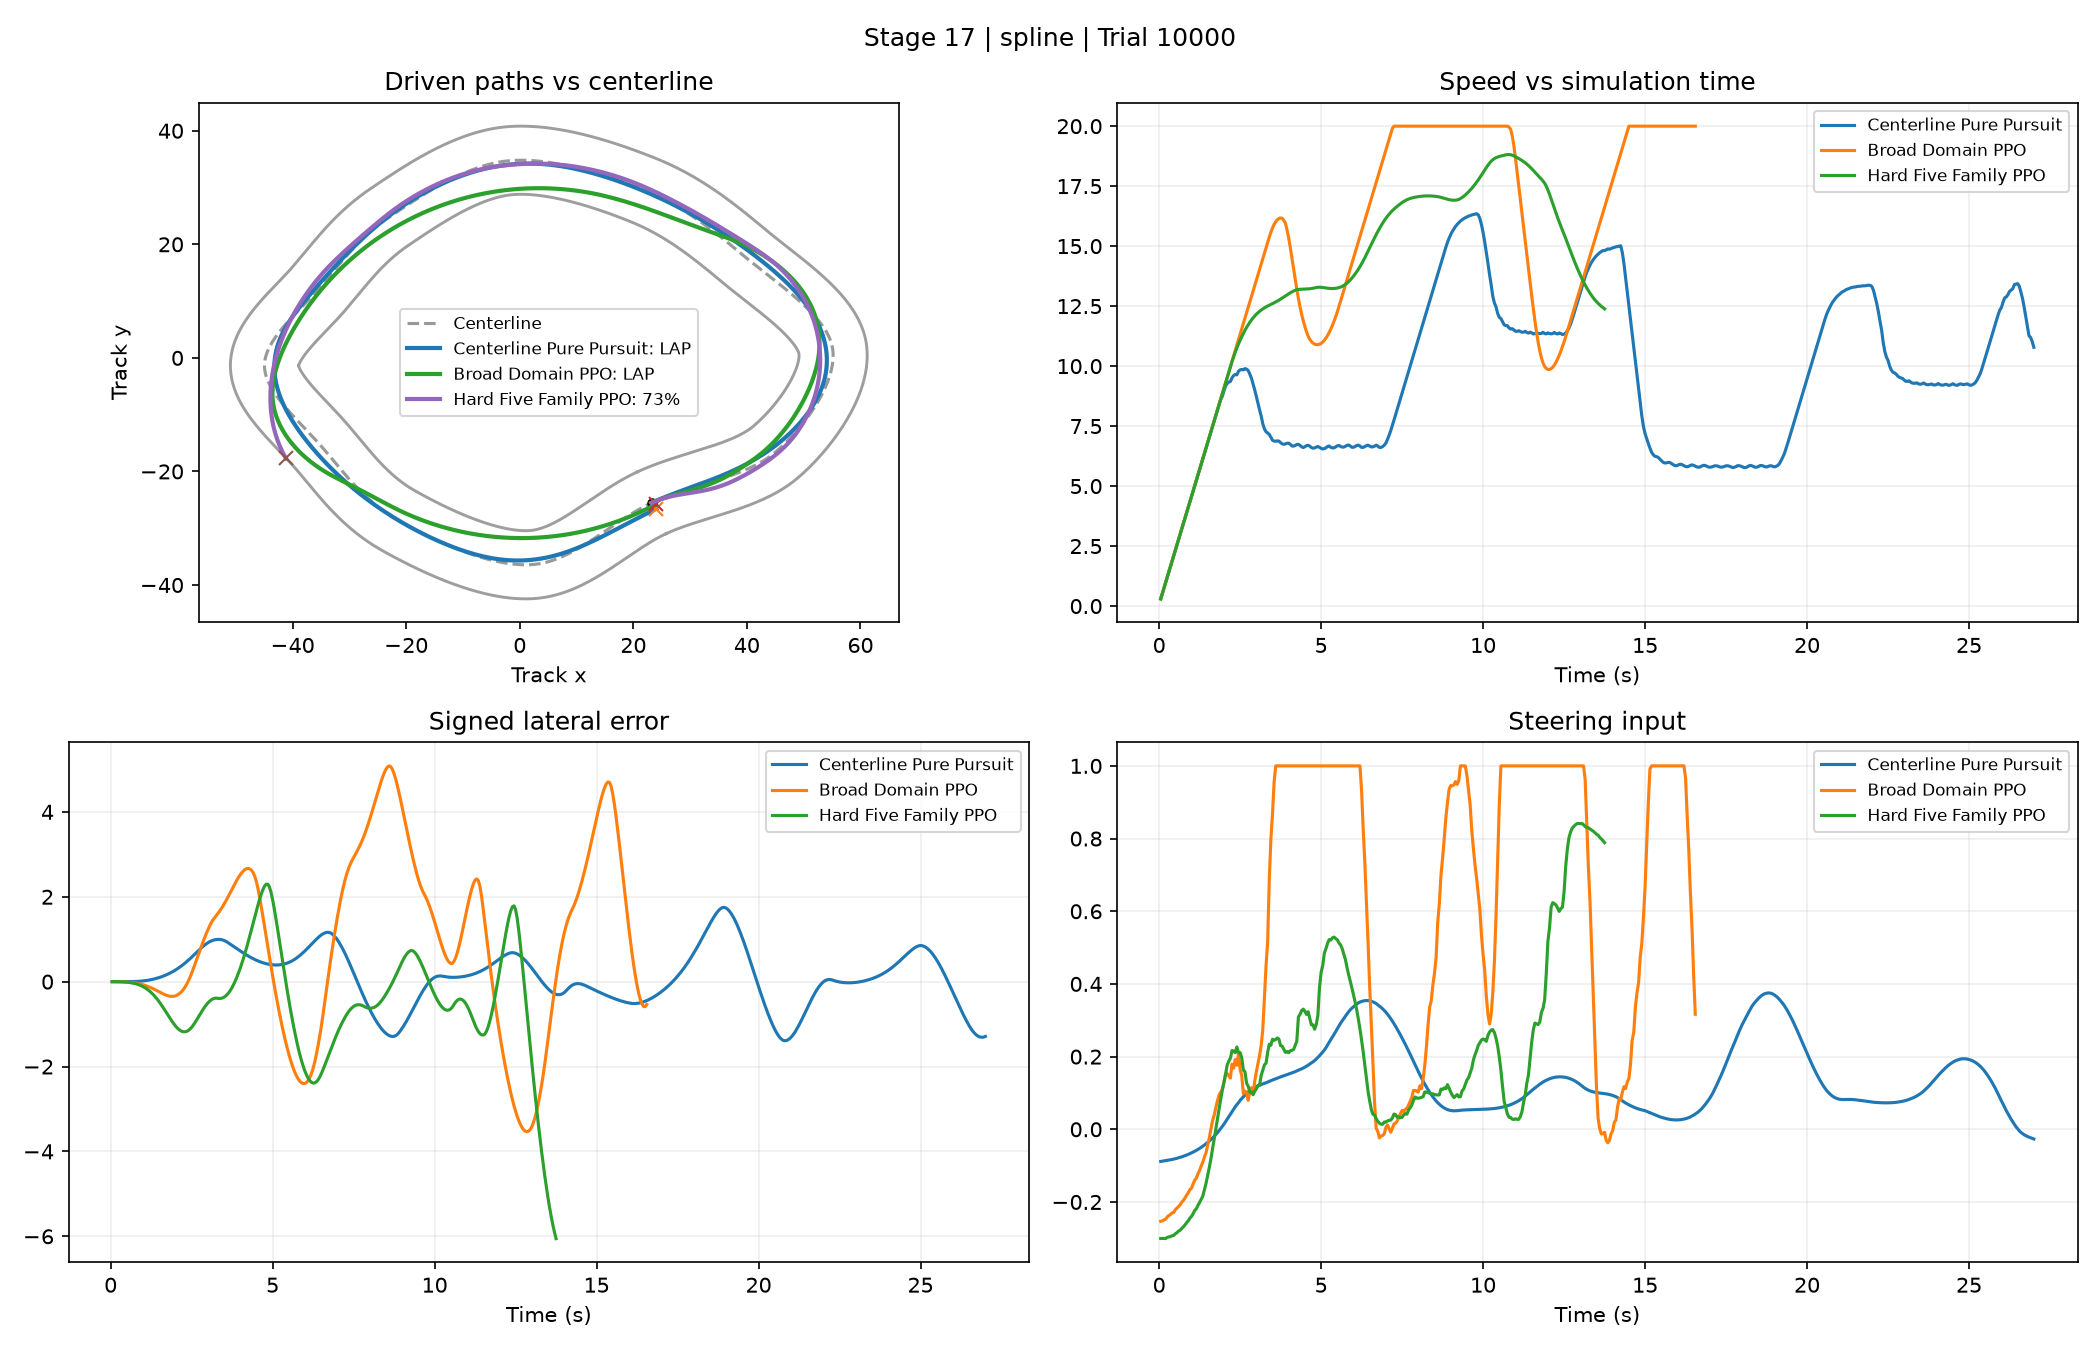 Stage 17 | spline | Trial 10000
Driven paths vs centerline
40
20
0
−20
−40
Track y
−40 −20 0 20 40 60
Track x
Centerline
Centerline Pure Pursuit: LAP
Broad Domain PPO: LAP
Hard Five Family PPO: 73%
Speed vs simulation time
20.0
17.5
15.0
12.5
10.0
7.5
5.0
2.5
0.0
0 5 10 15 20 25
Time (s)
Centerline Pure Pursuit
Broad Domain PPO
Hard Five Family PPO
Signed lateral error
4
2
0
−2
−4
−6
0 5 10 15 20 25
Time (s)
Centerline Pure Pursuit
Broad Domain PPO
Hard Five Family PPO
Steering input
1.0
0.8
0.6
0.4
0.2
0.0
−0.2
0 5 10 15 20 25
Time (s)
Centerline Pure Pursuit
Broad Domain PPO
Hard Five Family PPO